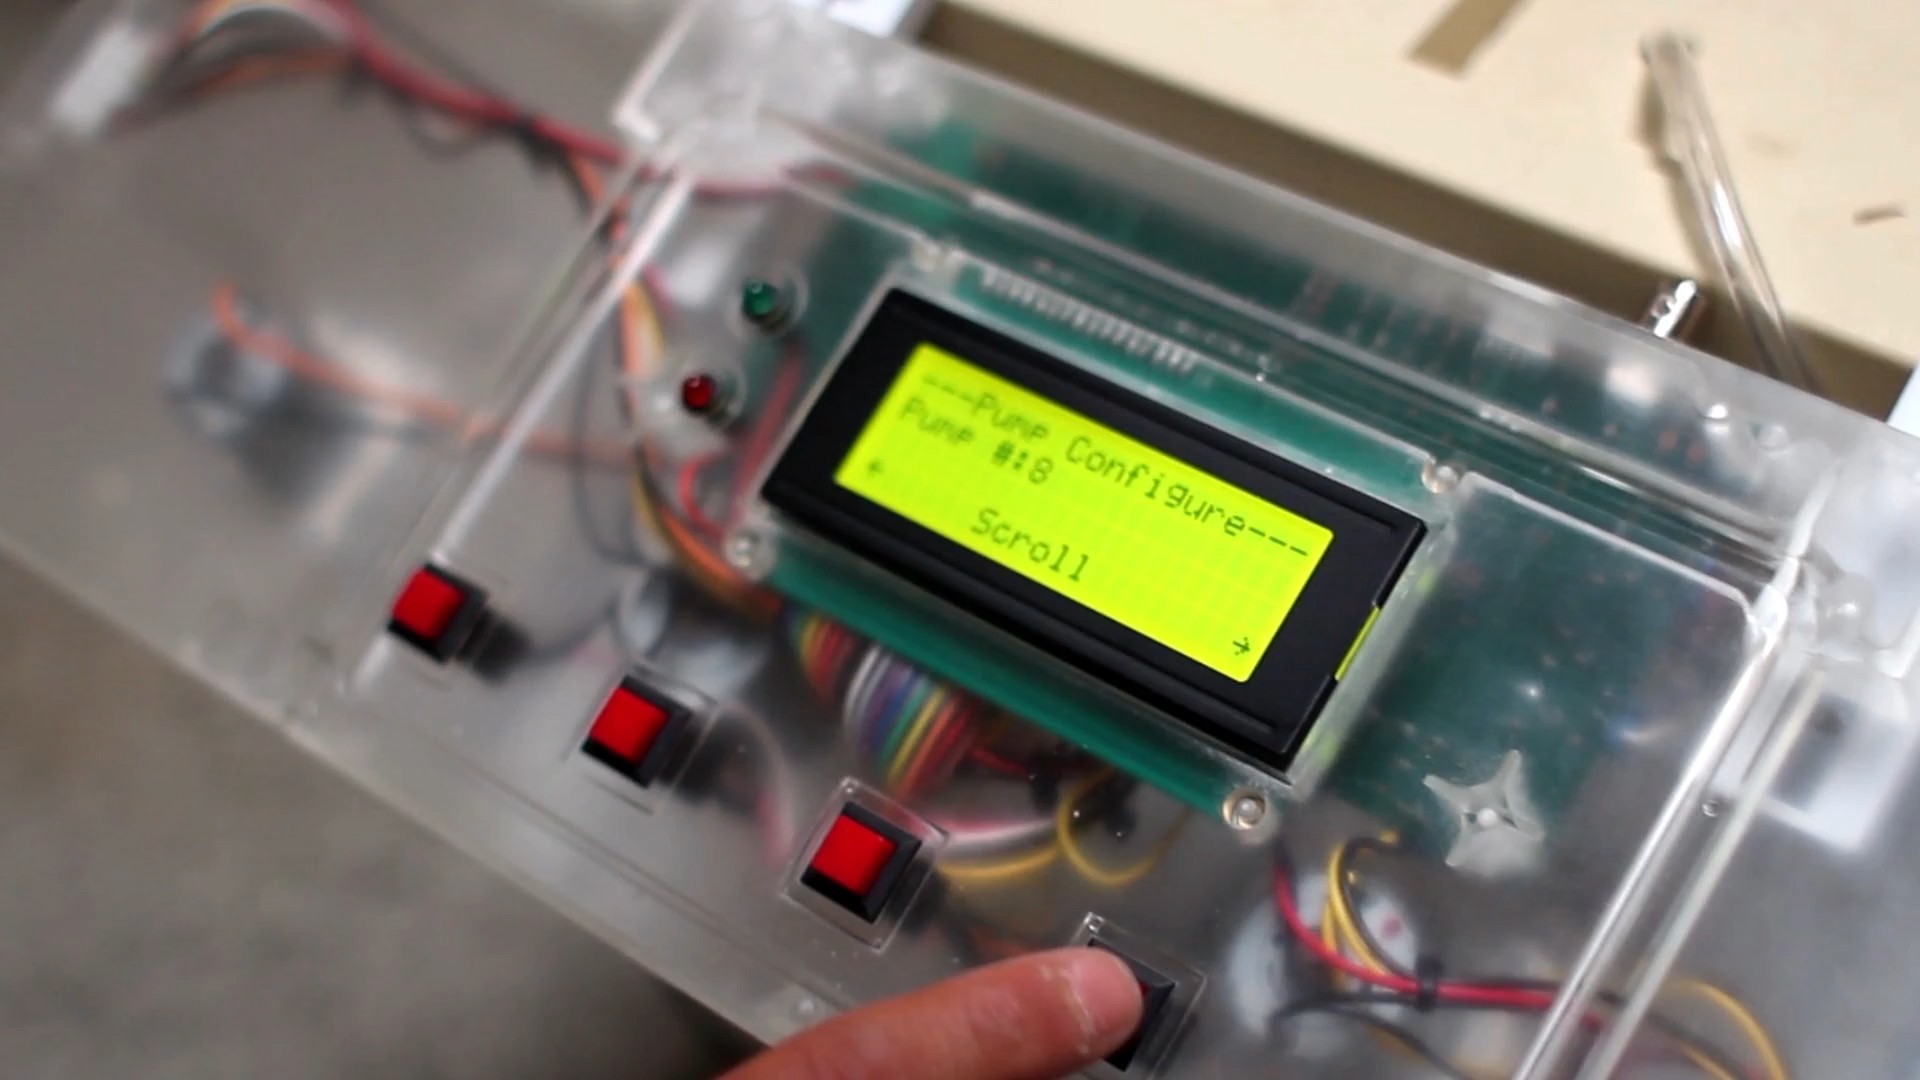 ---Pump Configure---
Pump #:8
← Scroll →